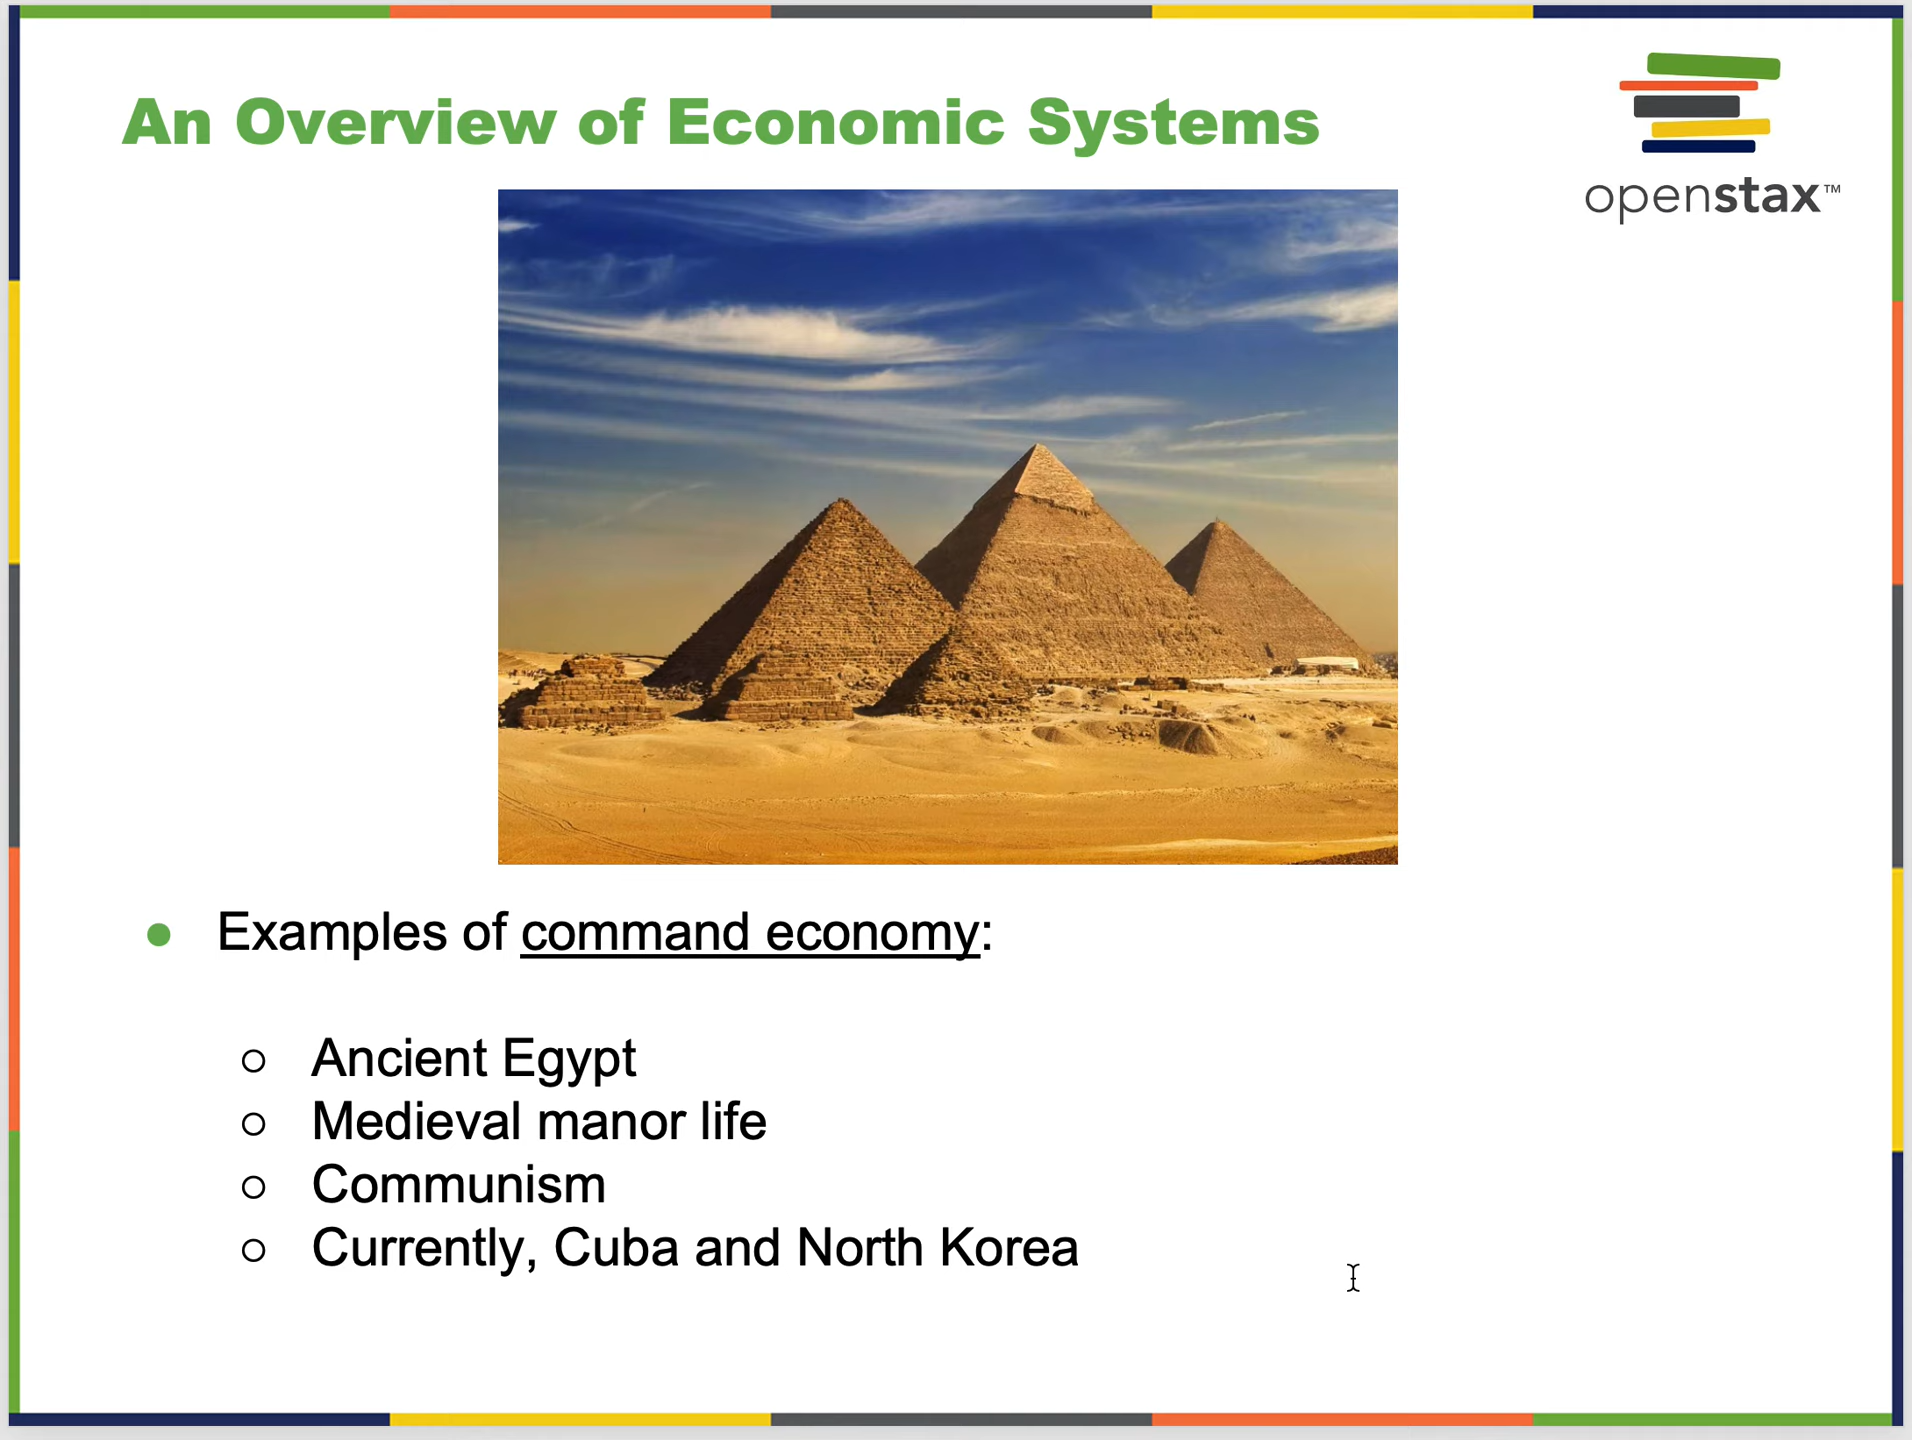 An Overview of Economic Systems
openstax™
Examples of command economy:
Ancient Egypt
Medieval manor life
Communism
Currently, Cuba and North Korea